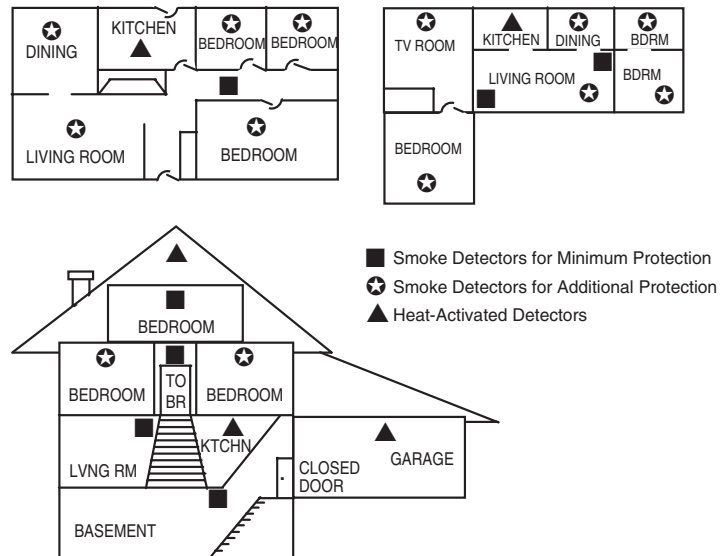 DINING
KITCHEN
BEDROOM
BEDROOM
LIVING ROOM
BEDROOM
TV ROOM
KITCHEN
DINING
BDRM
LIVING ROOM
BDRM
BEDROOM
Smoke Detectors for Minimum Protection
Smoke Detectors for Additional Protection
Heat-Activated Detectors
BEDROOM
BEDROOM
TO
BR
BEDROOM
LVNG RM
KTCHN
CLOSED
DOOR
GARAGE
BASEMENT